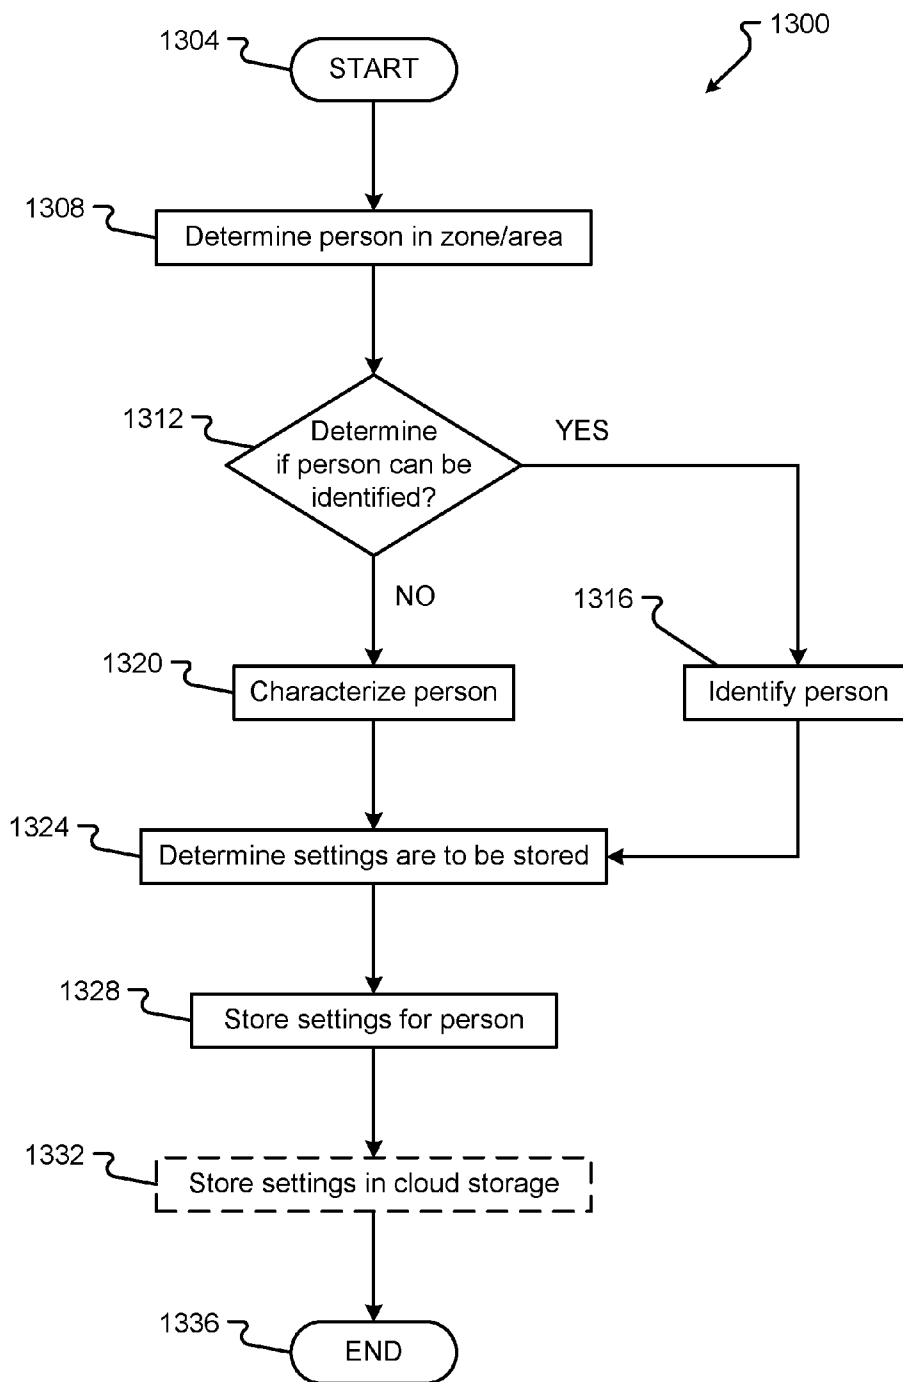 1300
1304
START
1308
Determine person in zone/area
1312
Determine
if person can be
identified?
YES
NO
1316
1320
Characterize person
Identify person
1324
Determine settings are to be stored
1328
Store settings for person
1332
Store settings in cloud storage
1336
END